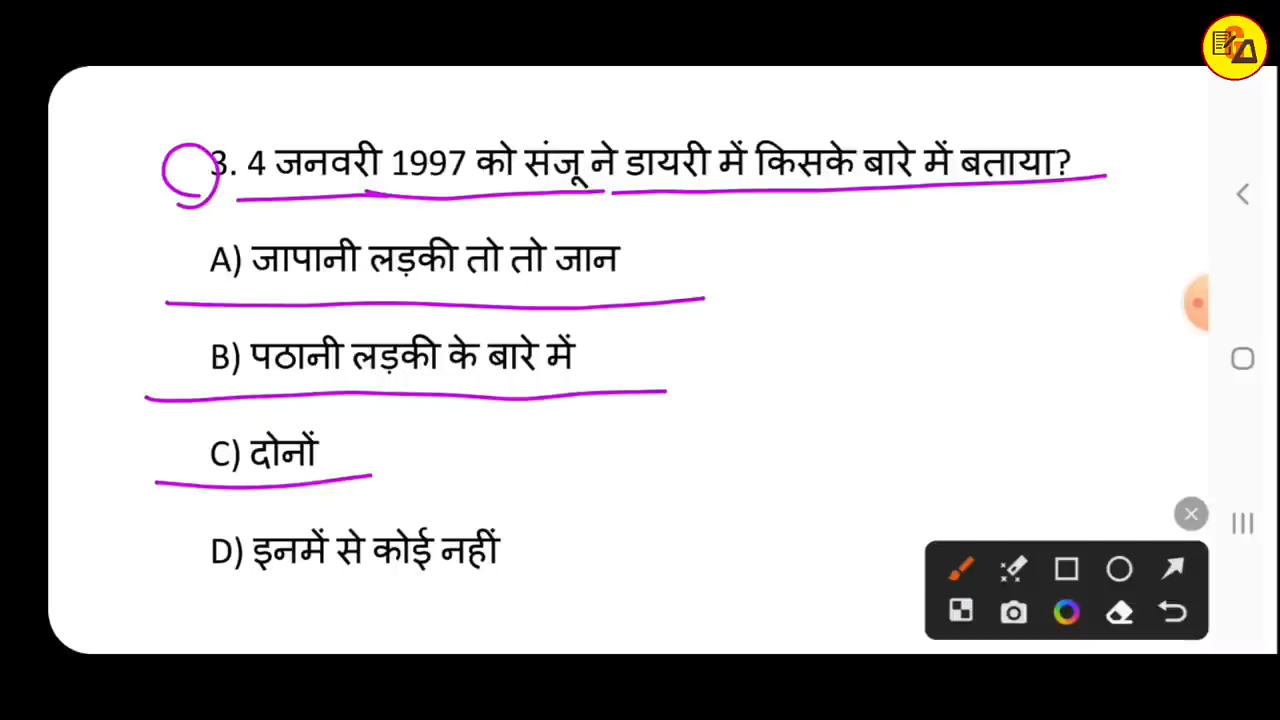 3. 4 जनवरी 1997 को संजू ने डायरी में किसके बारे में बताया?
A) जापानी लड़की तो तो जान
B) पठानी लड़की के बारे में
C) दोनों
D) इनमें से कोई नहीं